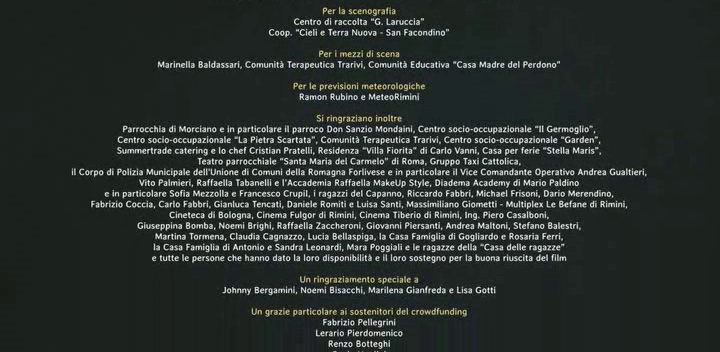 Per la scenografia
Centro di raccolta "G. Laruccia"
Coop. "Cieli e Terra Nuova - San Facondino"
Per i mezzi di scena
Marinella Baldassari, Comunità Terapeutica Trarivi, Comunità Educativa "Casa Madre del Perdono"
Per le previsioni meteorologiche
Ramon Rubino e MeteoRimini
Si ringraziano inoltre
Parrocchia di Morciano e in particolare il parroco Don Sanzio Mondaini, Centro socio-occupazionale "Il Germoglio",
Centro socio-occupazionale "La Pietra Scartata", Comunità Terapeutica Trarivi, Centro socio-occupazionale "Garden",
Summertrade catering e lo chef Cristian Pratelli, Residenza "Villa Fiorita" di Carlo Vanni, Casa per ferie "Stella Maris",
Teatro parrocchiale "Santa Maria del Carmelo" di Roma, Gruppo Taxi Cattolica,
il Corpo di Polizia Municipale dell'Unione di Comuni della Romagna Forlivese e in particolare il Vice Comandante Operativo Andrea Gualtieri,
Vito Palmieri, Raffaella Tabanelli e l'Accademia Raffaella MakeUp Style, Diadema Academy di Mario Paldino
e in particolare Sofia Mezzolla e Francesco Crupil, i ragazzi del Capanno, Riccardo Fabbri, Michael Frisoni, Dario Merendino,
Fabrizio Coccia, Carlo Fabbri, Gianluca Tencati, Daniele Romiti e Luisa Santi, Massimiliano Giometti - Multiplex Le Befane di Rimini,
Cineteca di Bologna, Cinema Fulgor di Rimini, Cinema Tiberio di Rimini, Ing. Piero Casalboni,
Giuseppina Bomba, Noemi Brighi, Raffaella Zaccheroni, Giovanni Piersanti, Andrea Maltoni, Stefano Balestri,
Martina Tormena, Claudia Cagnazzo, Lucia Bellaspiga, la Casa Famiglia di Gogliardo e Rosaria Ferri,
la Casa Famiglia di Antonio e Sandra Leonardi, Mara Poggiali e le ragazze della "Casa delle ragazze"
e tutte le persone che hanno dato la loro disponibilità e il loro sostegno per la buona riuscita del film
Un ringraziamento speciale a
Johnny Bergamini, Noemi Bisacchi, Marilena Gianfreda e Lisa Gotti
Un grazie particolare ai sostenitori del crowdfunding
Fabrizio Pellegrini
Lerario Pierdomenico
Renzo Botteghi